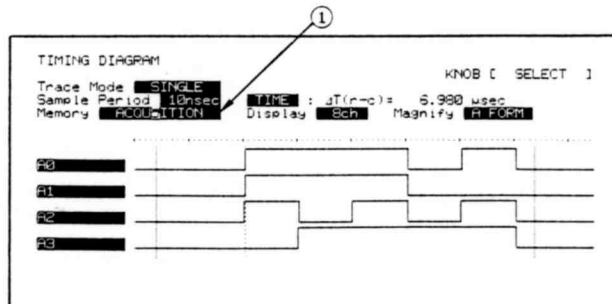 ①
TIMING DIAGRAM
KNOB [ SELECT ]
Trace Mode SINGLE
Sample Period 10nsec TIME : ΔT(r-c)= 6.980 μsec
Memory ACQUISITION Display 8ch Magnify A FORM
A0
A1
A2
A3